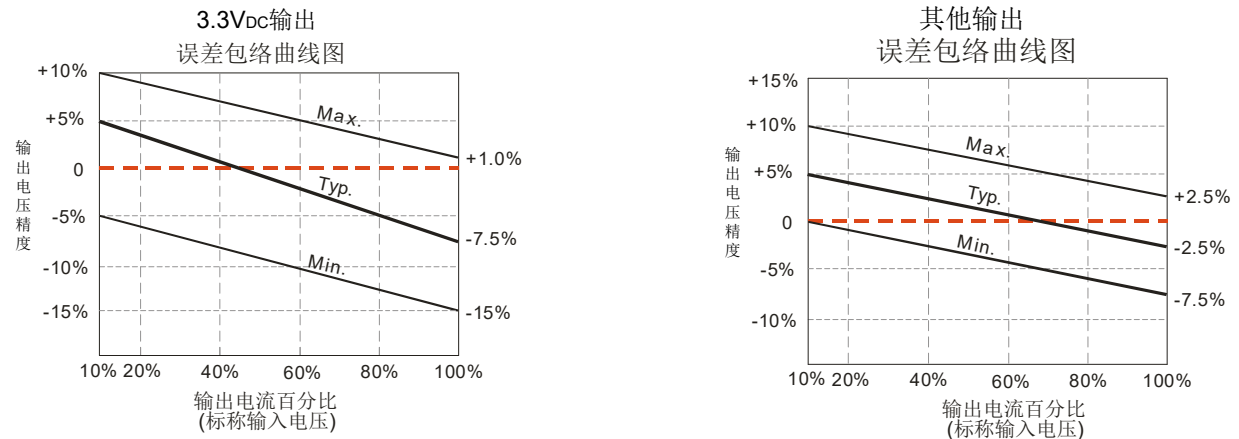 3.3VDC输出
误差包络曲线图
+10%
+5%
0
-5%
-10%
-15%
输出电压精度
Max.
Typ.
Min.
+1.0%
-7.5%
-15%
10% 20% 40% 60% 80% 100%
输出电流百分比
(标称输入电压)
其他输出
误差包络曲线图
+15%
+10%
+5%
0
-5%
-10%
输出电压精度
Max.
Typ.
Min.
+2.5%
-2.5%
-7.5%
10% 20% 40% 60% 80% 100%
输出电流百分比
(标称输入电压)